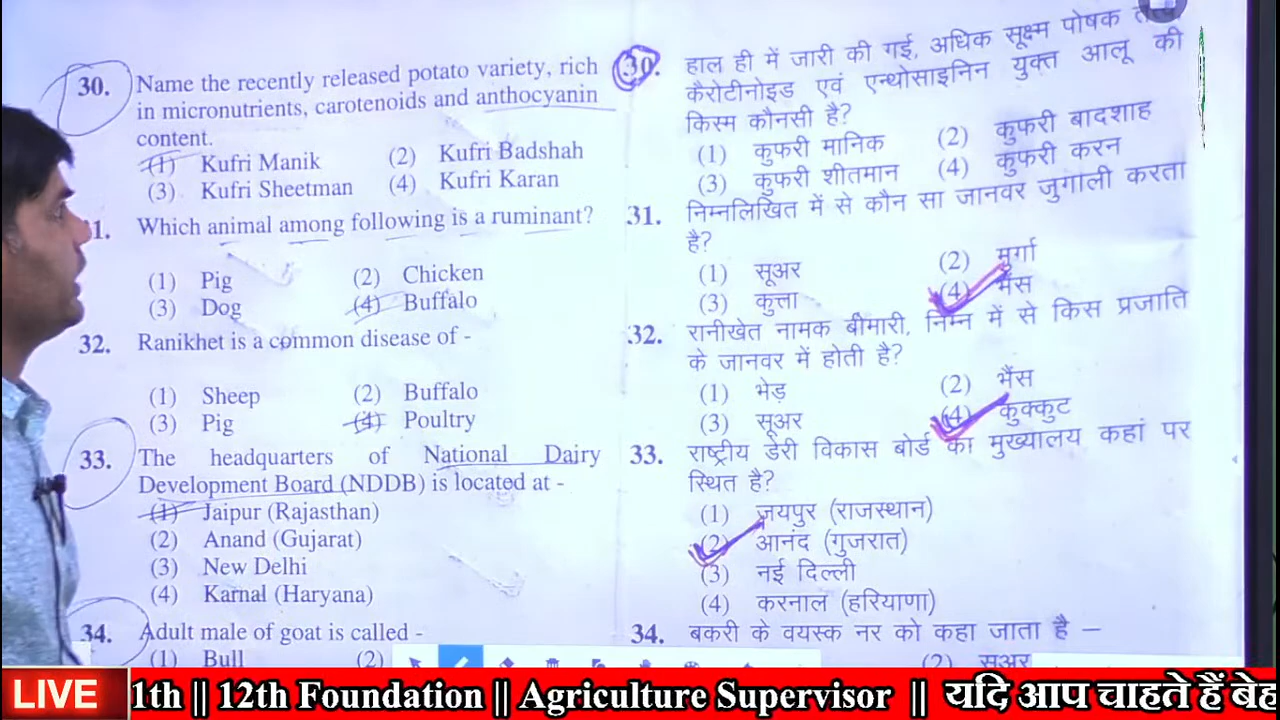 30. Name the recently released potato variety, rich
in micronutrients, carotenoids and anthocyanin
content.
(1) Kufri Manik (2) Kufri Badshah
(3) Kufri Sheetman (4) Kufri Karan
31. Which animal among following is a ruminant?
(1) Pig (2) Chicken
(3) Dog (4) Buffalo
32. Ranikhet is a common disease of -
(1) Sheep (2) Buffalo
(3) Pig (4) Poultry
33. The headquarters of National Dairy
Development Board (NDDB) is located at -
(1) Jaipur (Rajasthan)
(2) Anand (Gujarat)
(3) New Delhi
(4) Karnal (Haryana)
34. Adult male of goat is called -
(1) Bull (2)
30. हाल ही में जारी की गई, अधिक सूक्ष्म पोषक
कैरोटीनोइड एवं एन्थोसाइनिन युक्त आलू की
किस्म कौनसी है?
(1) कुफरी मानिक (2) कुफरी बादशाह
(3) कुफरी शीतमान (4) कुफरी करन
31. निम्नलिखित में से कौन सा जानवर जुगाली करता
है?
(1) सूअर (2) मुर्गा
(3) कुत्ता (4) भैंस
32. रानीखेत नामक बीमारी, निम्न में से किस प्रजाति
के जानवर में होती है?
(1) भेड़ (2) भैंस
(3) सूअर (4) कुक्कुट
33. राष्ट्रीय डेरी विकास बोर्ड का मुख्यालय कहां पर
स्थित है?
(1) जयपुर (राजस्थान)
(2) आनंद (गुजरात)
(3) नई दिल्ली
(4) करनाल (हरियाणा)
34. बकरी के वयस्क नर को कहा जाता है –
(2) सूअर
LIVE 1th || 12th Foundation || Agriculture Supervisor || यदि आप चाहते हैं बेह